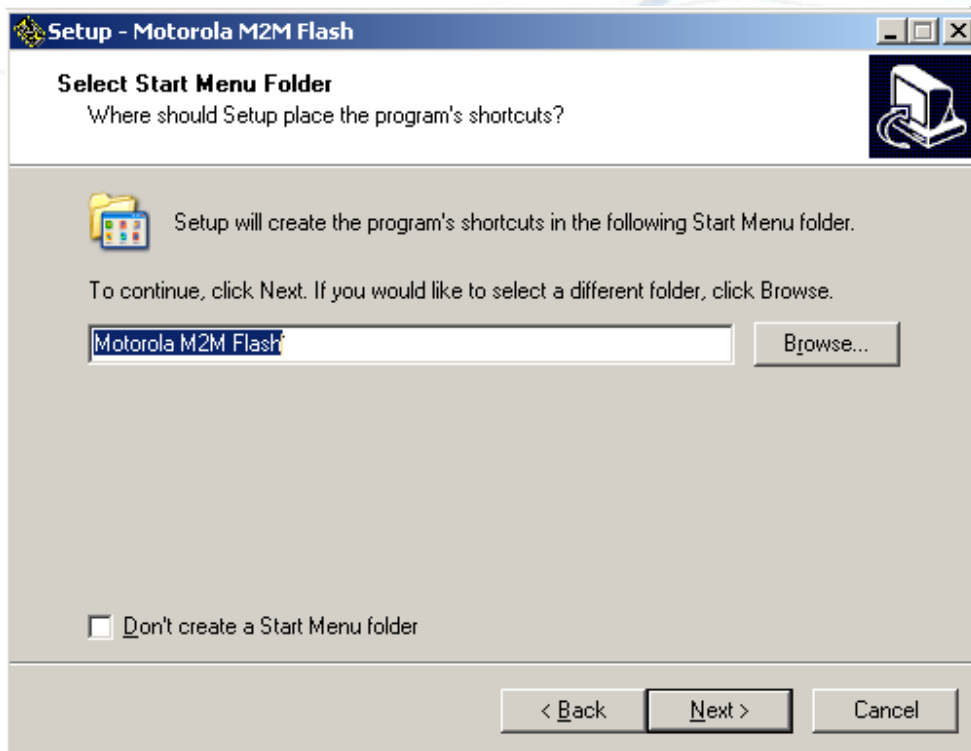 Setup - Motorola M2M Flash
Select Start Menu Folder
Where should Setup place the program's shortcuts?
Setup will create the program's shortcuts in the following Start Menu folder.
To continue, click Next. If you would like to select a different folder, click Browse.
Motorola M2M Flash
Browse...
Don't create a Start Menu folder
< Back
Next >
Cancel